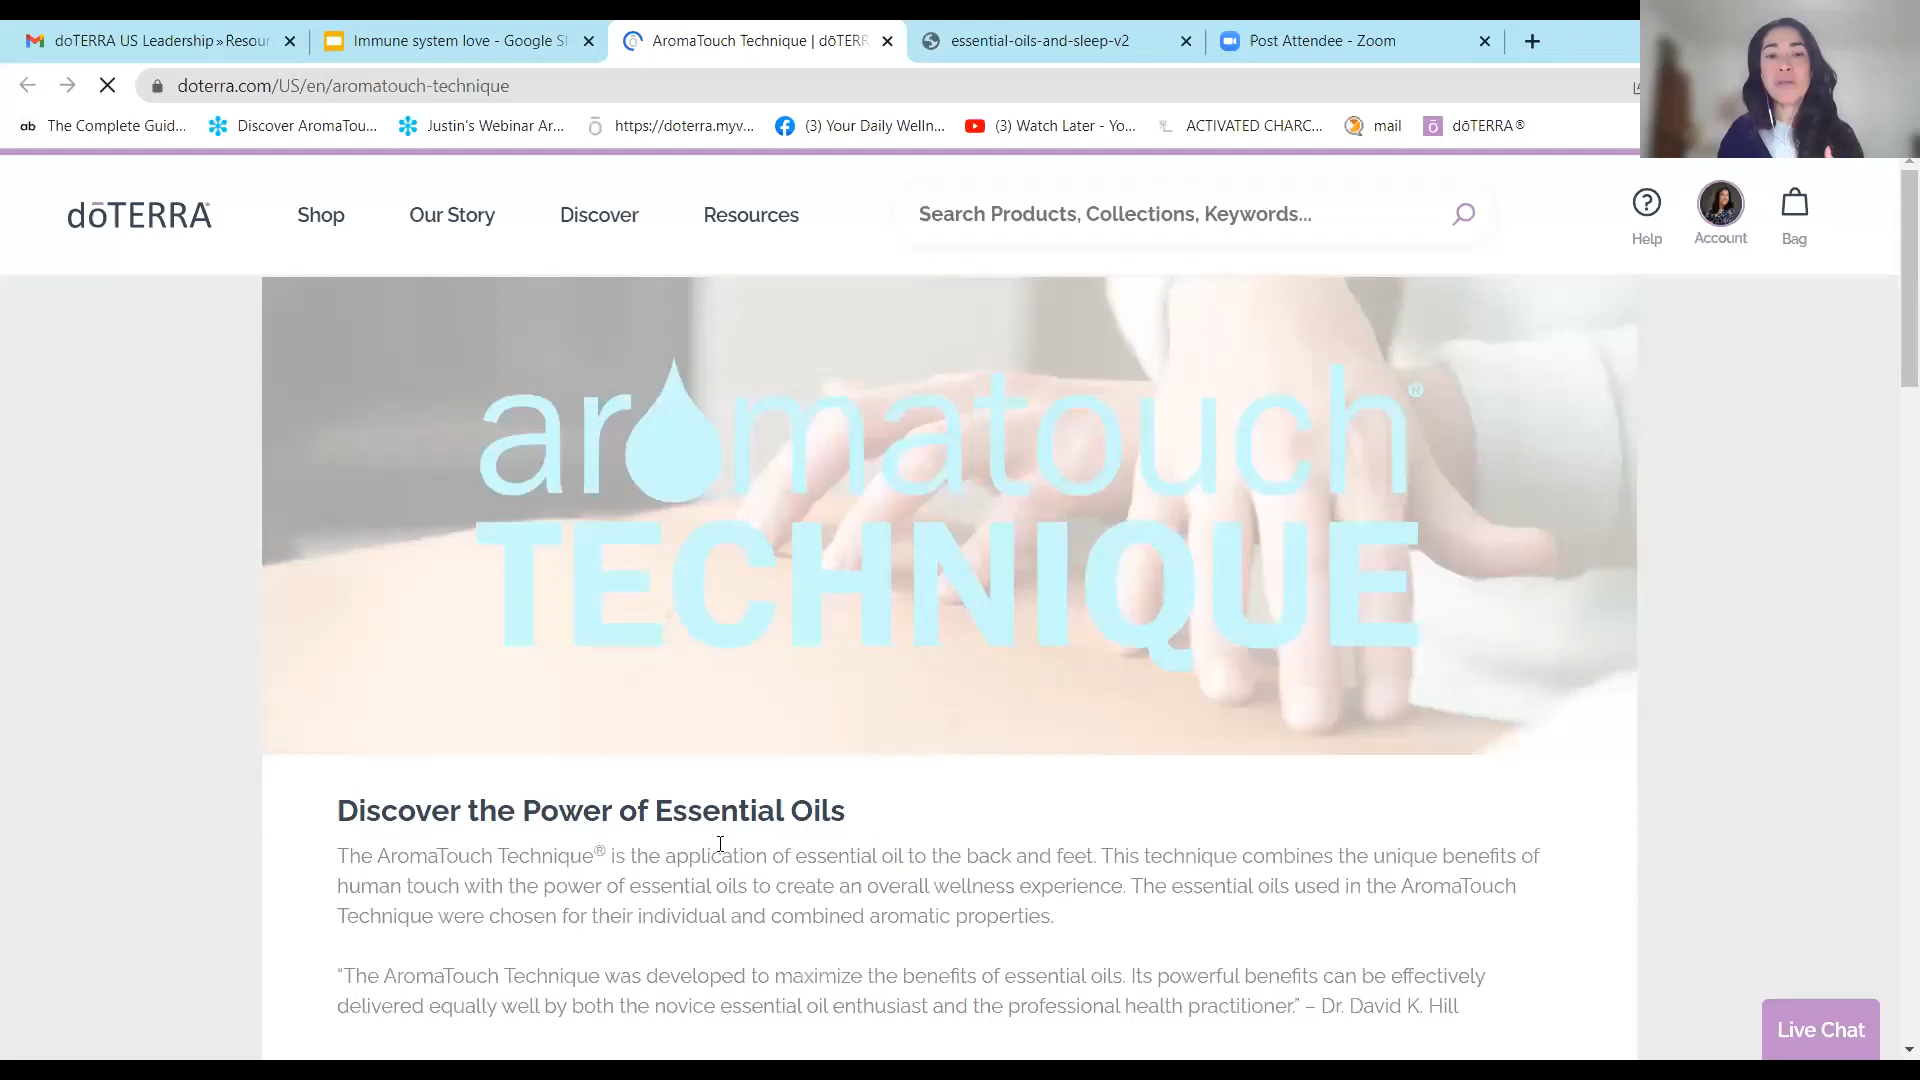 doTERRA US Leadership » Resour
Immune system love - Google Sl
AromaTouch Technique | dōTERR
essential-oils-and-sleep-v2
Post Attendee - Zoom
doterra.com/US/en/aromatouch-technique
ab The Complete Guid...
Discover AromaTou...
Justin's Webinar Ar...
https://doterra.myv...
(3) Your Daily Welln...
(3) Watch Later - Yo...
ACTIVATED CHARC...
mail
dōTERRA®
dōTERRA
Shop
Our Story
Discover
Resources
Search Products, Collections, Keywords...
Help
Account
Bag
aromatouch®
TECHNIQUE
Discover the Power of Essential Oils
The AromaTouch Technique® is the application of essential oil to the back and feet. This technique combines the unique benefits of
human touch with the power of essential oils to create an overall wellness experience. The essential oils used in the AromaTouch
Technique were chosen for their individual and combined aromatic properties.
“The AromaTouch Technique was developed to maximize the benefits of essential oils. Its powerful benefits can be effectively
delivered equally well by both the novice essential oil enthusiast and the professional health practitioner.” – Dr. David K. Hill
Live Chat